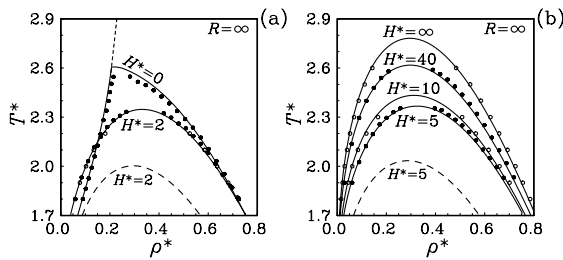 (a)
R=∞
2.9
2.6
2.3
2.0
1.7
T*
H*=0
H*=2
H*=2
0.0 0.2 0.4 0.6 0.8
ρ*
(b)
R=∞
2.9
2.6
2.3
2.0
1.7
T*
H*=∞
H*=40
H*=10
H*=5
H*=5
0.0 0.2 0.4 0.6 0.8
ρ*